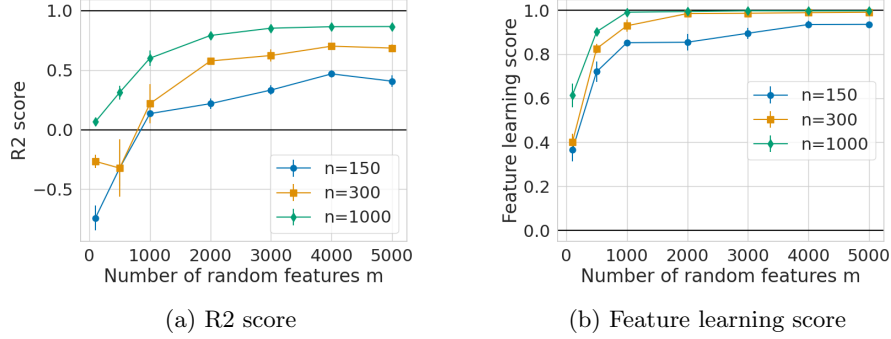 1.0
0.5
0.0
−0.5
R2 score
n=150
n=300
n=1000
0 1000 2000 3000 4000 5000
Number of random features m
(a) R2 score
1.0
0.8
0.6
0.4
0.2
0.0
Feature learning score
n=150
n=300
n=1000
0 1000 2000 3000 4000 5000
Number of random features m
(b) Feature learning score